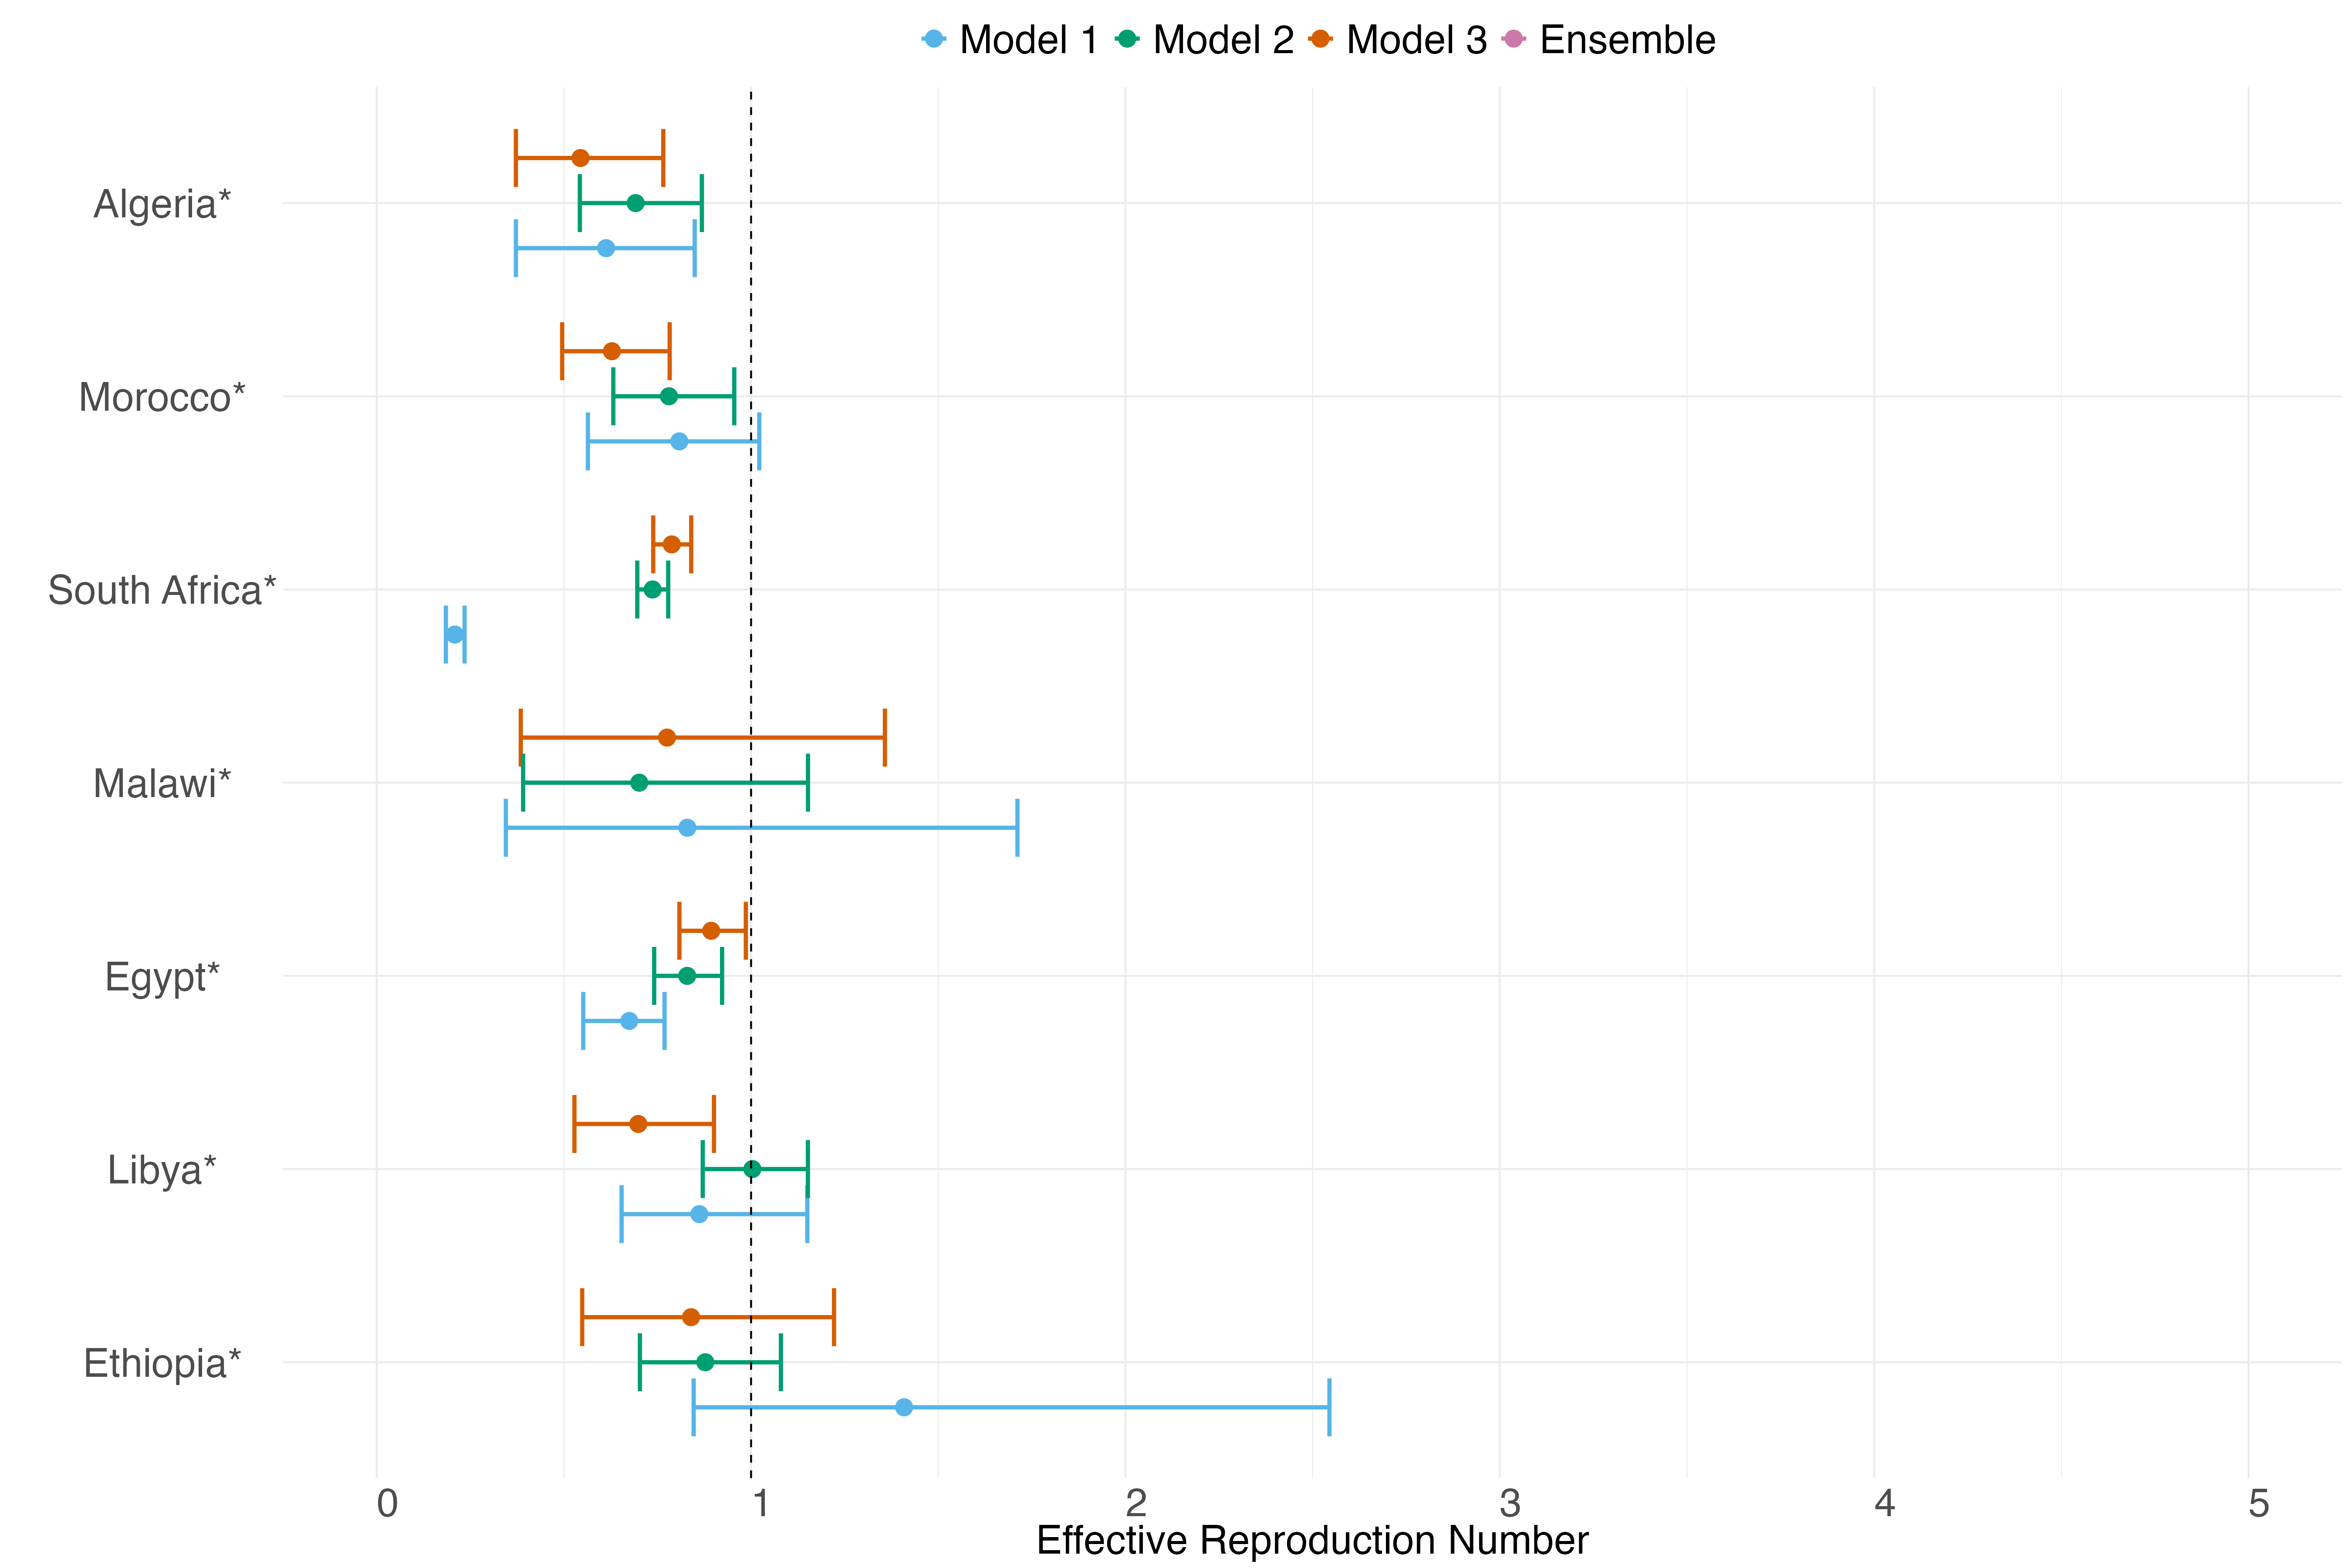 Model 1 Model 2 Model 3 Ensemble
Algeria*
Morocco*
South Africa*
Malawi*
Egypt*
Libya*
Ethiopia*
0 1 2 3 4 5
Effective Reproduction Number